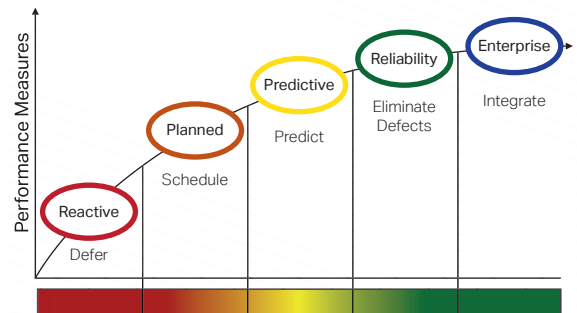 Performance Measures
Reactive
Defer
Planned
Schedule
Predictive
Predict
Reliability
Eliminate
Defects
Enterprise
Integrate